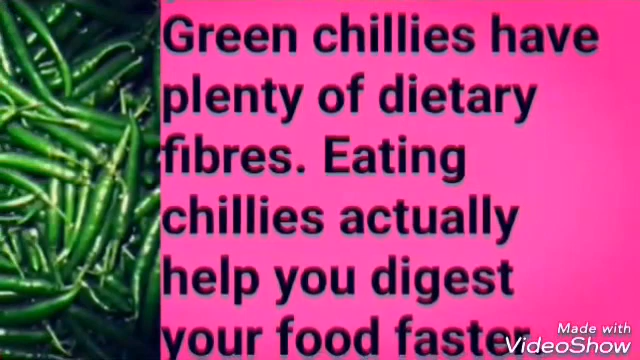 Green chillies have
plenty of dietary
fibres. Eating
chillies actually
help you digest
your food faster
Made with
VideoShow